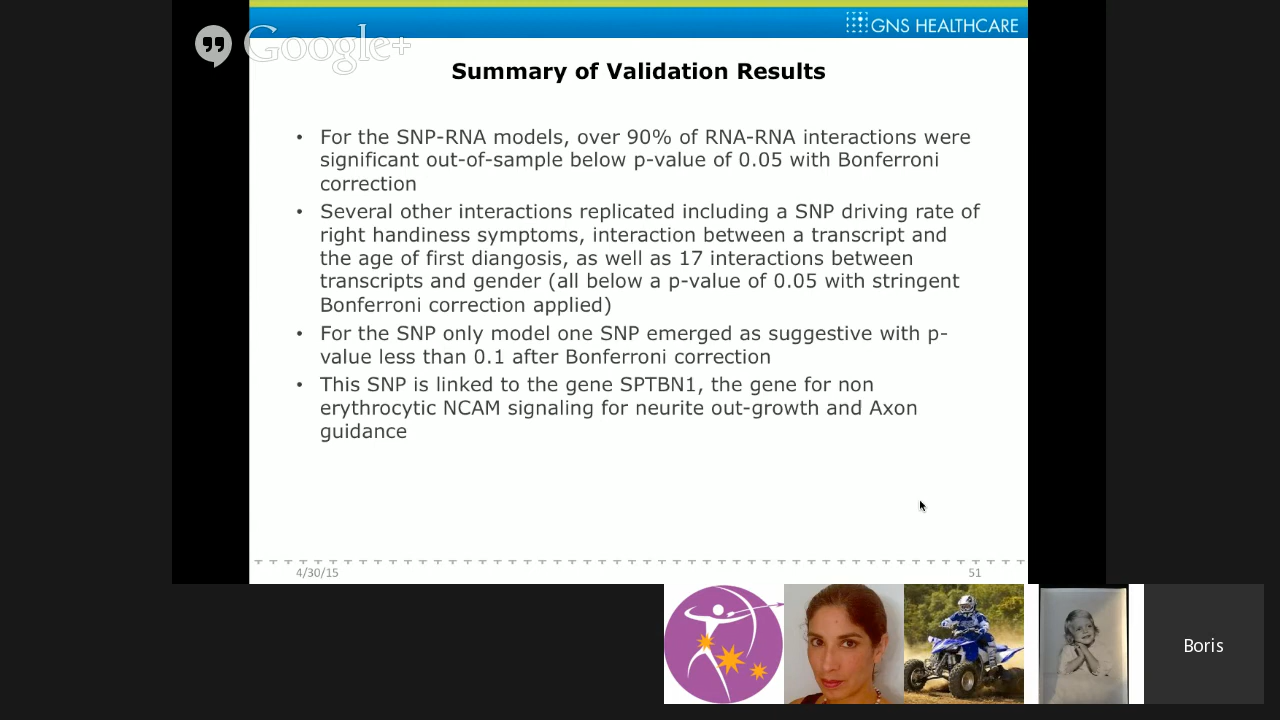 GNS HEALTHCARE
Google+
Summary of Validation Results
• For the SNP-RNA models, over 90% of RNA-RNA interactions were
significant out-of-sample below p-value of 0.05 with Bonferroni
correction
• Several other interactions replicated including a SNP driving rate of
right handiness symptoms, interaction between a transcript and
the age of first diangosis, as well as 17 interactions between
transcripts and gender (all below a p-value of 0.05 with stringent
Bonferroni correction applied)
• For the SNP only model one SNP emerged as suggestive with p-
value less than 0.1 after Bonferroni correction
• This SNP is linked to the gene SPTBN1, the gene for non
erythrocytic NCAM signaling for neurite out-growth and Axon
guidance
4/30/15
51
Boris